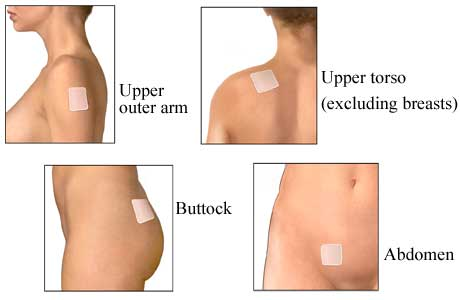 Upper
outer arm
Upper torso
(excluding breasts)
Buttock
Abdomen